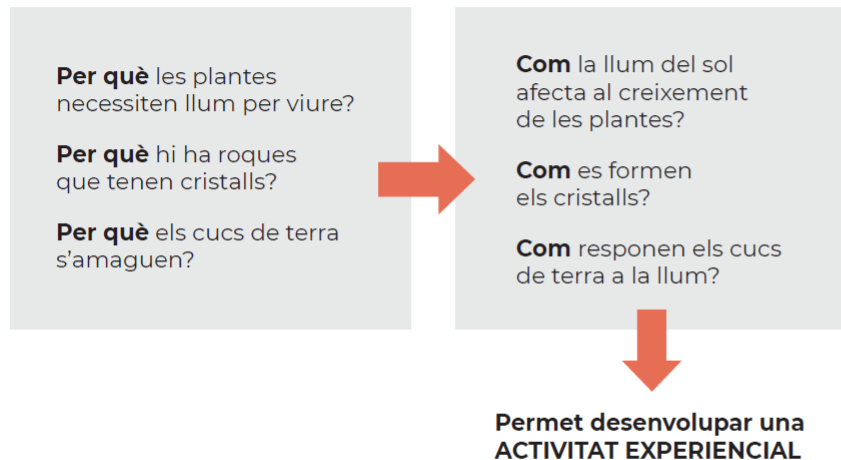 Per què les plantes
necessiten llum per viure?
Per què hi ha roques
que tenen cristalls?
Per què els cucs de terra
s'amaguen?
Com la llum del sol
afecta al creixement
de les plantes?
Com es formen
els cristalls?
Com responen els cucs
de terra a la llum?
Permet desenvolupar una
ACTIVITAT EXPERIENCIAL